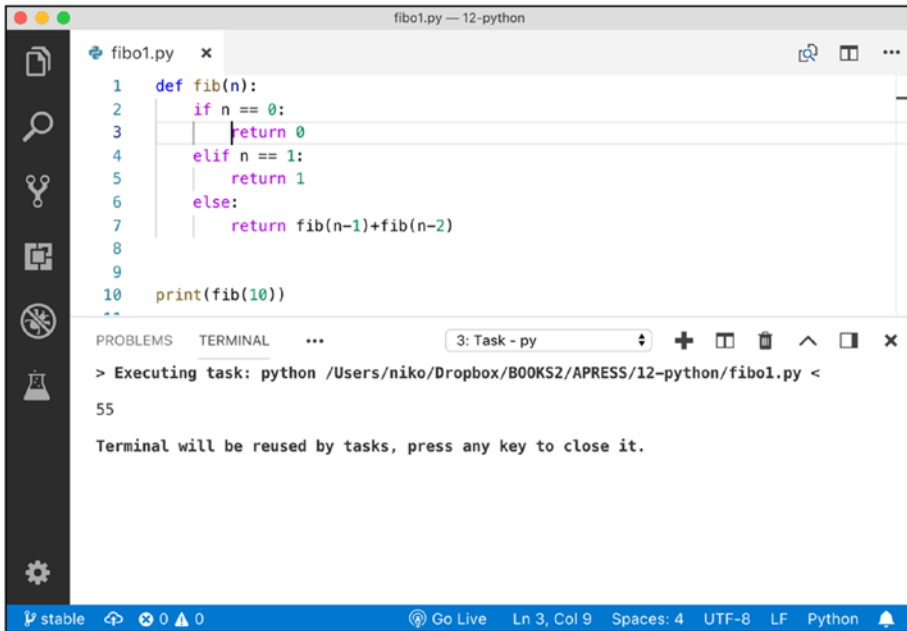 fibo1.py — 12-python
fibo1.py ×
1 def fib(n):
2 if n == 0:
3 return 0
4 elif n == 1:
5 return 1
6 else:
7 return fib(n-1)+fib(n-2)
8
9
10 print(fib(10))
PROBLEMS TERMINAL ••• 3: Task - py
> Executing task: python /Users/niko/Dropbox/BOOKS2/APRESS/12-python/fibo1.py <
55
Terminal will be reused by tasks, press any key to close it.
stable 0 0 Go Live Ln 3, Col 9 Spaces: 4 UTF-8 LF Python